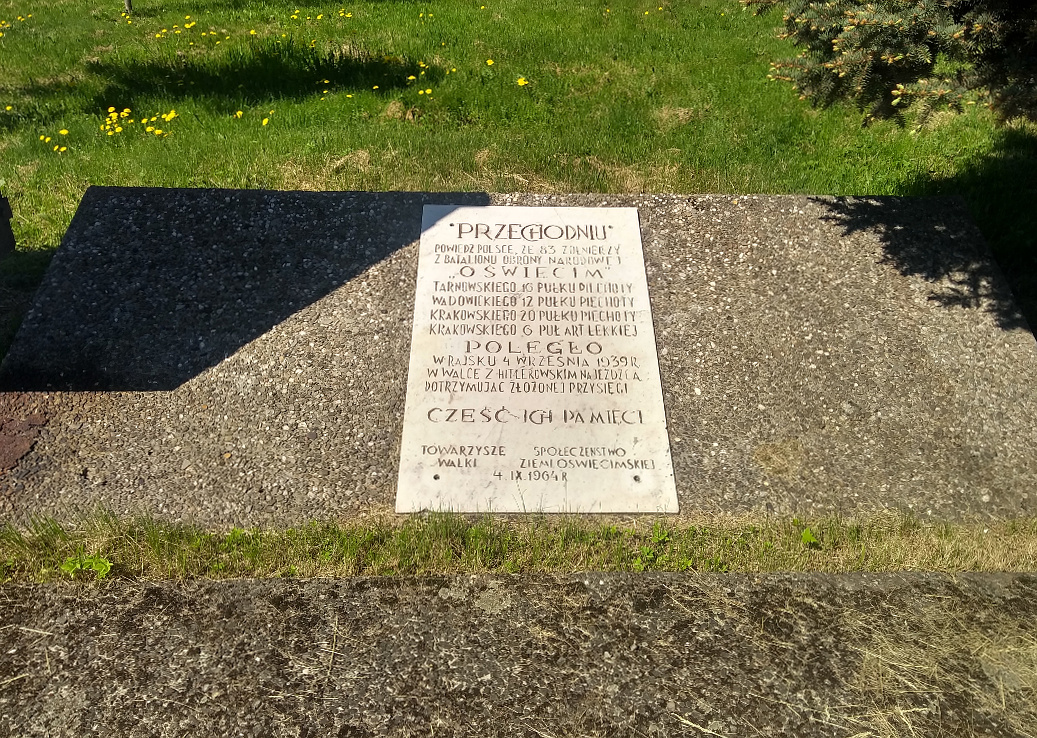 "PRZECHODNIU"
POWIEDZ POLSCE, ŻE 83 ŻOŁNIERZY
Z BATALIONU OBRONY NARODOWEJ
„OŚWIĘCIM”
TARNOWSKIEGO 16 PUŁKU PIECHOTY
WADOWICKIEGO 12 PUŁKU PIECHOTY
KRAKOWSKIEGO 20 PUŁKU PIECHOTY
KRAKOWSKIEGO 6 PUŁ ART LEKKIEJ
POLEGŁO
W RAJSKU 4 WRZEŚNIA 1939 R
W WALCE Z HITLEROWSKIM NAJEŹDŹCĄ
DOTRZYMUJĄC ZŁOŻONEJ PRZYSIĘGI
CZEŚĆ ICH PAMIĘCI
TOWARZYSZE SPOŁECZEŃSTWO
WALKI ZIEMI OŚWIĘCIMSKIEJ
4.IX.1964 R